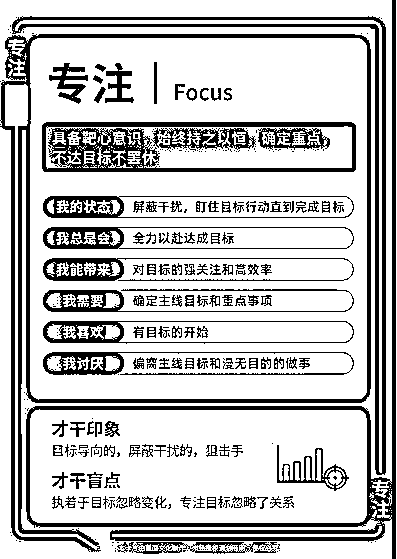 专注
专注 | Focus
具备靶心意识，始终持之以恒，确定重点，
不达目标不罢休
我的状态 屏蔽干扰，盯住目标行动直到完成目标
我总是会 全力以赴达成目标
我能带来 对目标的强关注和高效率
我需要 确定主线目标和重点事项
我喜欢 有目标的开始
我讨厌 偏离主线目标和漫无目的的做事
才干印象
目标导向的，屏蔽干扰的，狙击手
才干盲点
执着于目标忽略变化，专注目标忽略了关系
专注